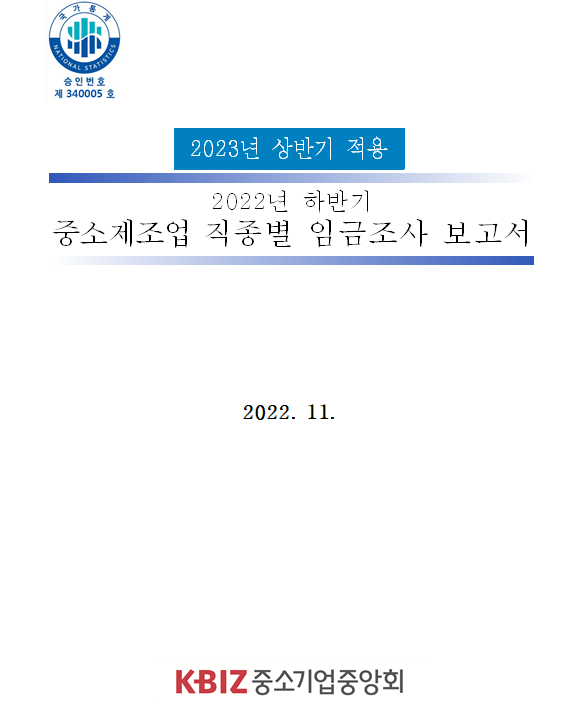 국가통계
NATIONAL STATISTICS
승인번호
제 340005 호
2023년 상반기 적용
2022년 하반기
중소제조업 직종별 임금조사 보고서
2022. 11.
K-BIZ 중소기업중앙회